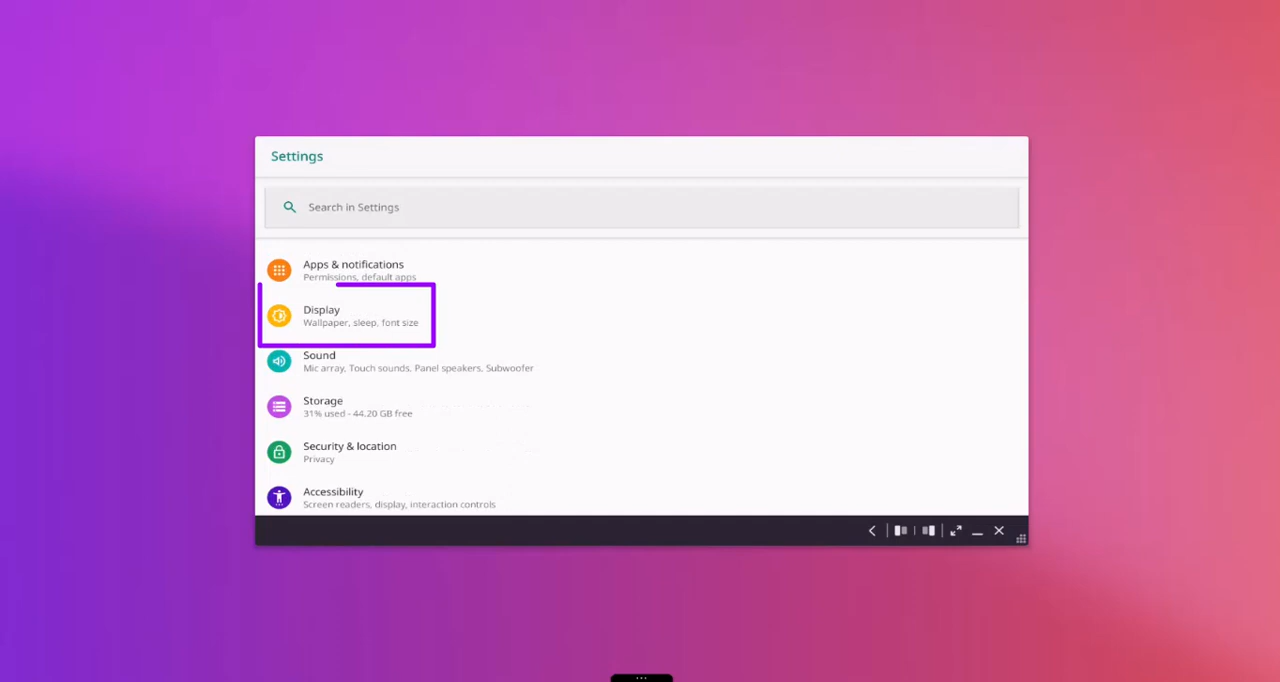 Settings
Search in Settings
Apps & notifications
Permissions, default apps
Display
Wallpaper, sleep, font size
Sound
Mic array, Touch sounds, Panel speakers, Subwoofer
Storage
31% used - 44.20 GB free
Security & location
Privacy
Accessibility
Screen readers, display, interaction controls